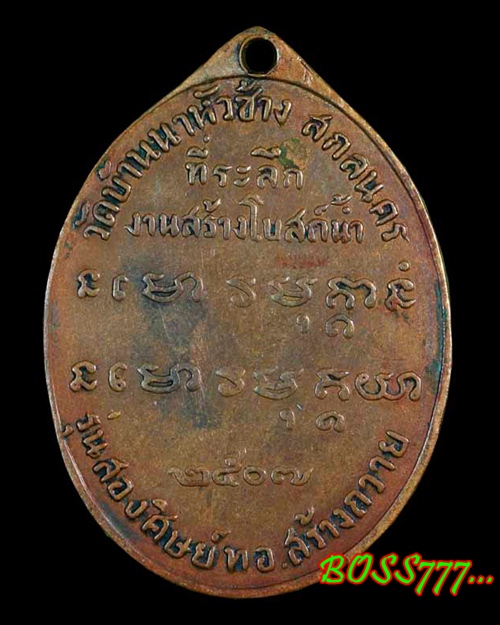 วัดบ้านนาหัวช้าง สกลนคร
ที่ระลึก
งานสร้างโบสถ์น้ำ
๒๕๐๗
รุ่นสองศิษย์ทอ.สร้างถวาย
BOSS777...